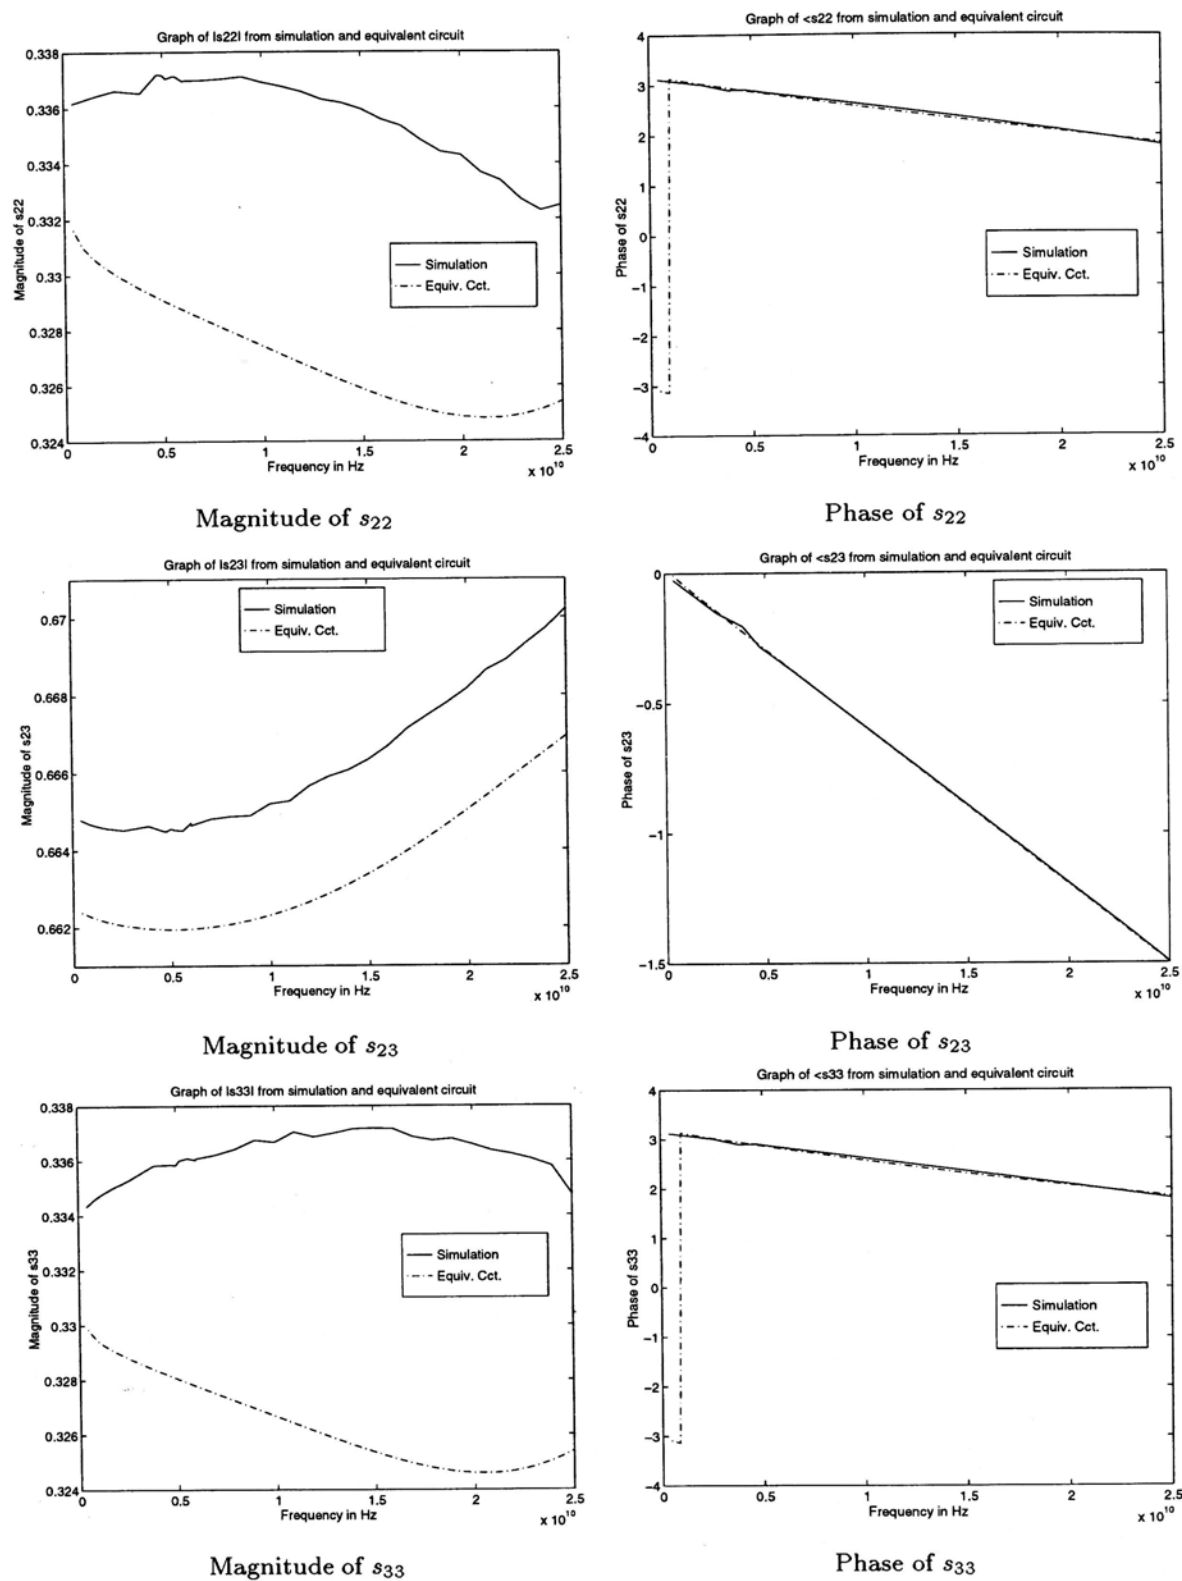 Graph of |s22| from simulation and equivalent circuit
0.338
0.336
0.334
0.332
0.33
0.328
0.326
0.324
Magnitude of s22
Simulation
Equiv. Cct.
0
0.5
1
1.5
2
2.5
Frequency in Hz
x 10^10
Magnitude of s22
Graph of <s22 from simulation and equivalent circuit
4
3
2
1
0
−1
−2
−3
−4
Phase of s22
Simulation
Equiv. Cct.
0
0.5
1
1.5
2
2.5
Frequency in Hz
x 10^10
Phase of s22
Graph of |s23| from simulation and equivalent circuit
0.67
0.668
0.666
0.664
0.662
Magnitude of s23
Simulation
Equiv. Cct.
0
0.5
1
1.5
2
2.5
Frequency in Hz
x 10^10
Magnitude of s23
Graph of <s23 from simulation and equivalent circuit
0
−0.5
−1
−1.5
Phase of s23
Simulation
Equiv. Cct.
0
0.5
1
1.5
2
2.5
Frequency in Hz
x 10^10
Phase of s23
Graph of |s33| from simulation and equivalent circuit
0.338
0.336
0.334
0.332
0.33
0.328
0.326
0.324
Magnitude of s33
Simulation
Equiv. Cct.
0
0.5
1
1.5
2
2.5
Frequency in Hz
x 10^10
Magnitude of s33
Graph of <s33 from simulation and equivalent circuit
4
3
2
1
0
−1
−2
−3
−4
Phase of s33
Simulation
Equiv. Cct.
0
0.5
1
1.5
2
2.5
Frequency in Hz
x 10^10
Phase of s33